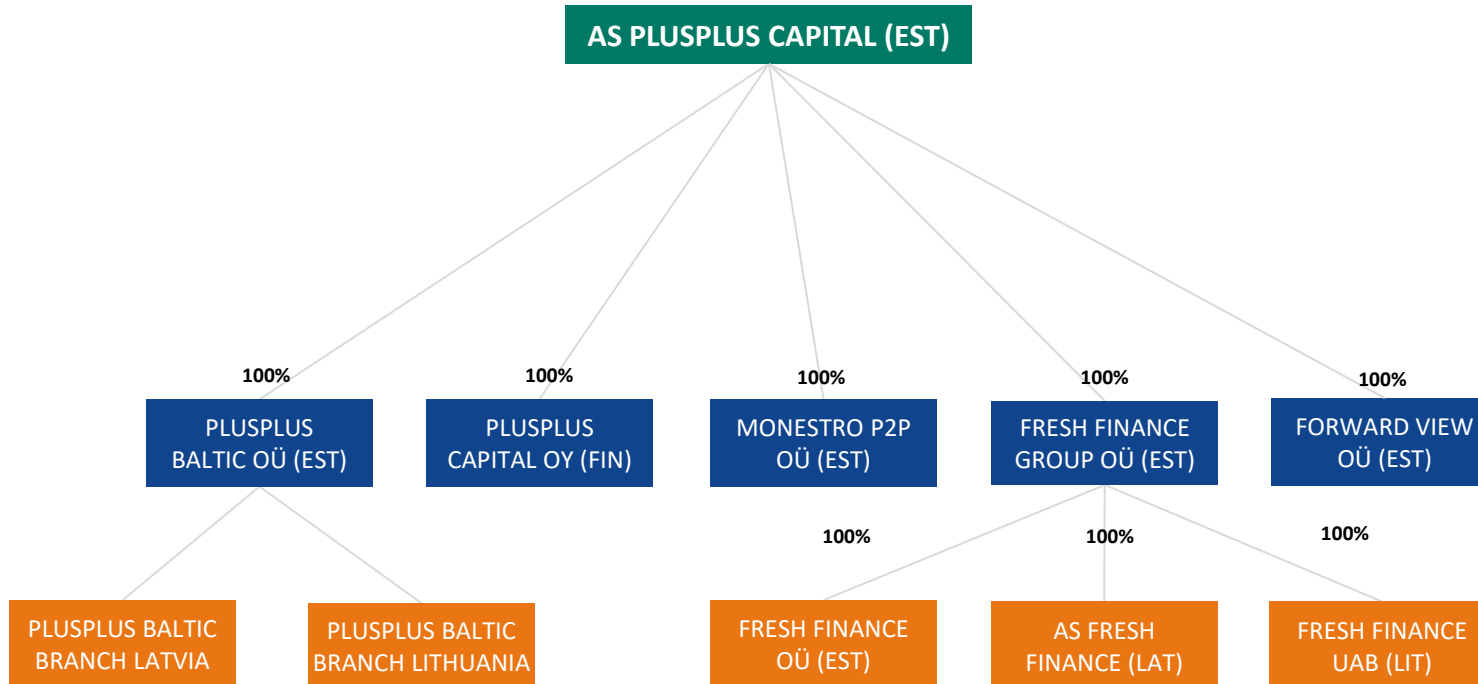 AS PLUSPLUS CAPITAL (EST)
100%
100%
100%
100%
100%
PLUSPLUS
BALTIC OÜ (EST)
PLUSPLUS
CAPITAL OY (FIN)
MONESTRO P2P
OÜ (EST)
FRESH FINANCE
GROUP OÜ (EST)
FORWARD VIEW
OÜ (EST)
100%
100%
100%
PLUSPLUS BALTIC
BRANCH LATVIA
PLUSPLUS BALTIC
BRANCH LITHUANIA
FRESH FINANCE
OÜ (EST)
AS FRESH
FINANCE (LAT)
FRESH FINANCE
UAB (LIT)